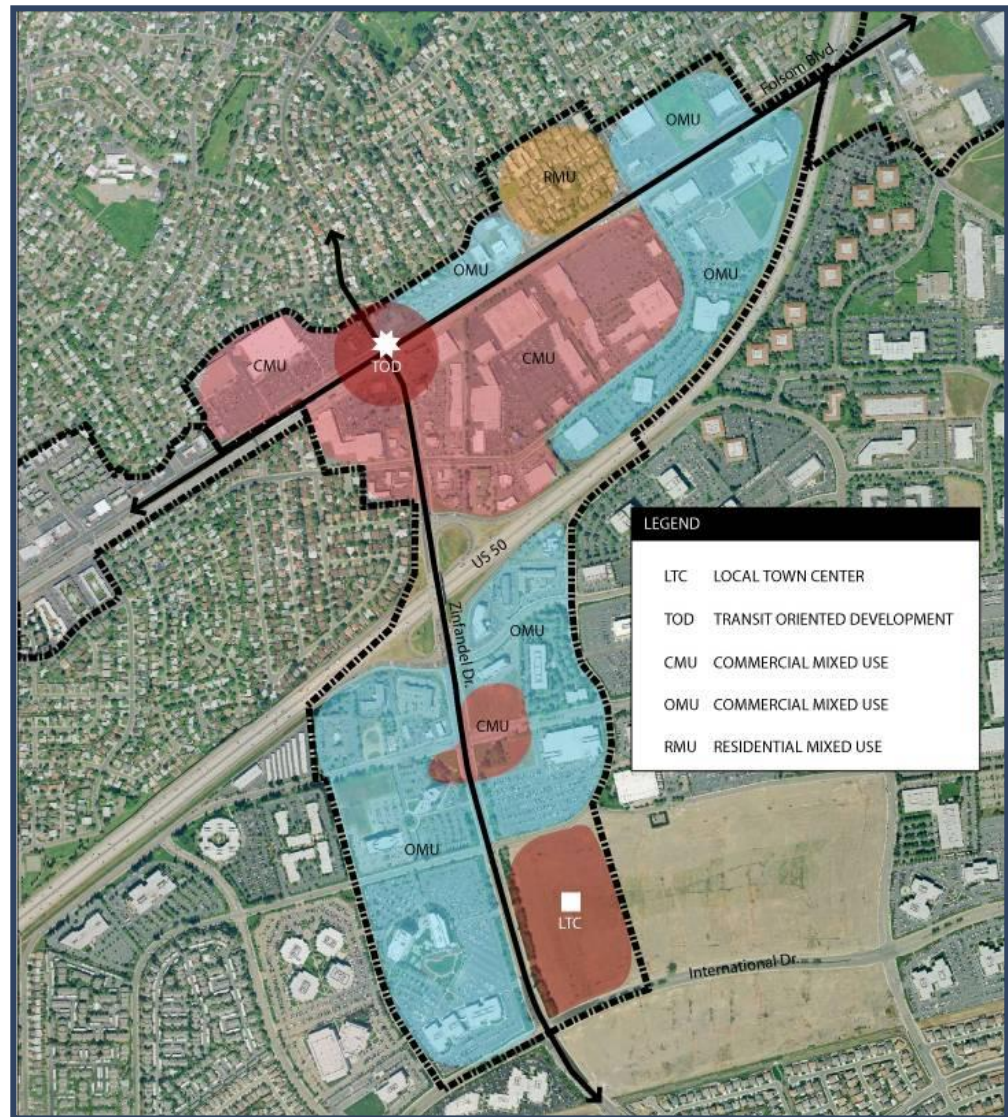 Folsom Blvd.
OMU
RMU
OMU
OMU
CMU
TOD
CMU
US 50
Zinfandel Dr.
OMU
CMU
OMU
LTC
International Dr.
LEGEND
LTC LOCAL TOWN CENTER
TOD TRANSIT ORIENTED DEVELOPMENT
CMU COMMERCIAL MIXED USE
OMU COMMERCIAL MIXED USE
RMU RESIDENTIAL MIXED USE